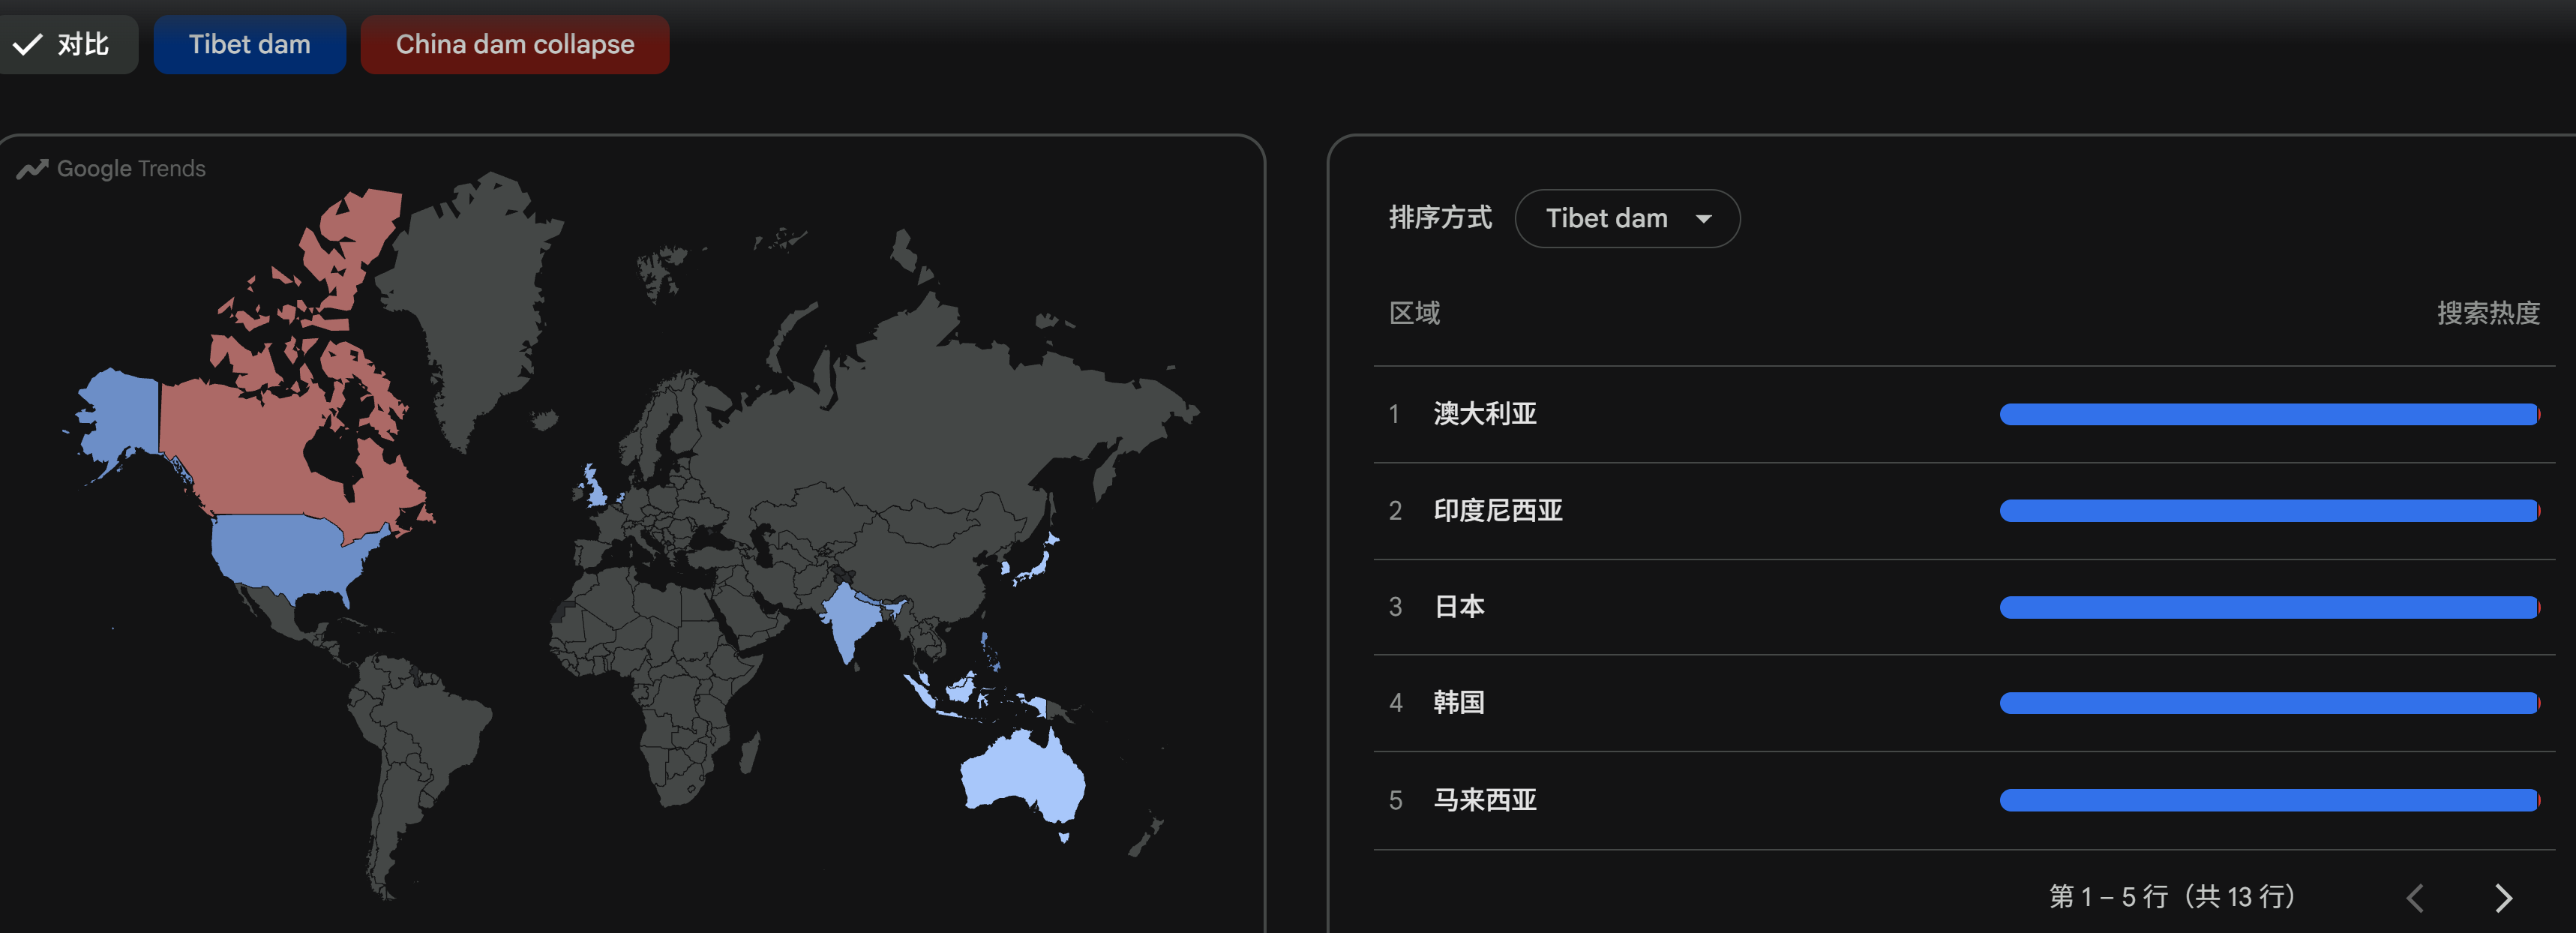 对比
Tibet dam
China dam collapse
Google Trends
排序方式
Tibet dam
区域
搜索热度
1 澳大利亚
2 印度尼西亚
3 日本
4 韩国
5 马来西亚
第 1 – 5 行（共 13 行）